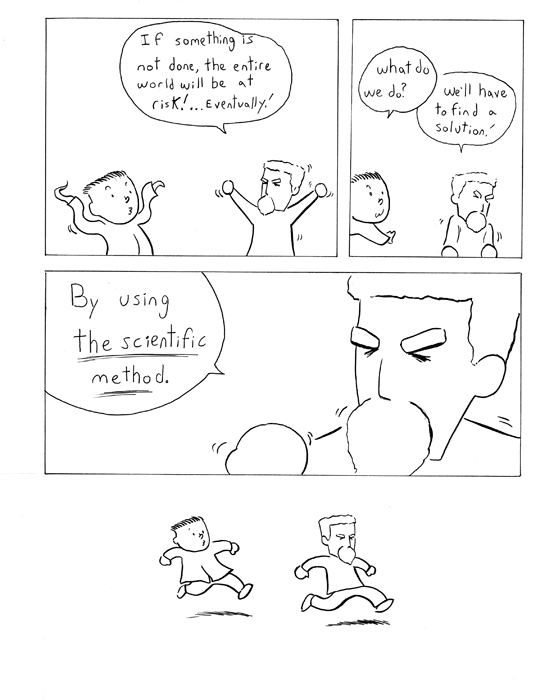 If something is
not done, the entire
world will be at
risk!...Eventually!
what do
we do?
we'll have
to find a
solution!
By using
the scientific
method.